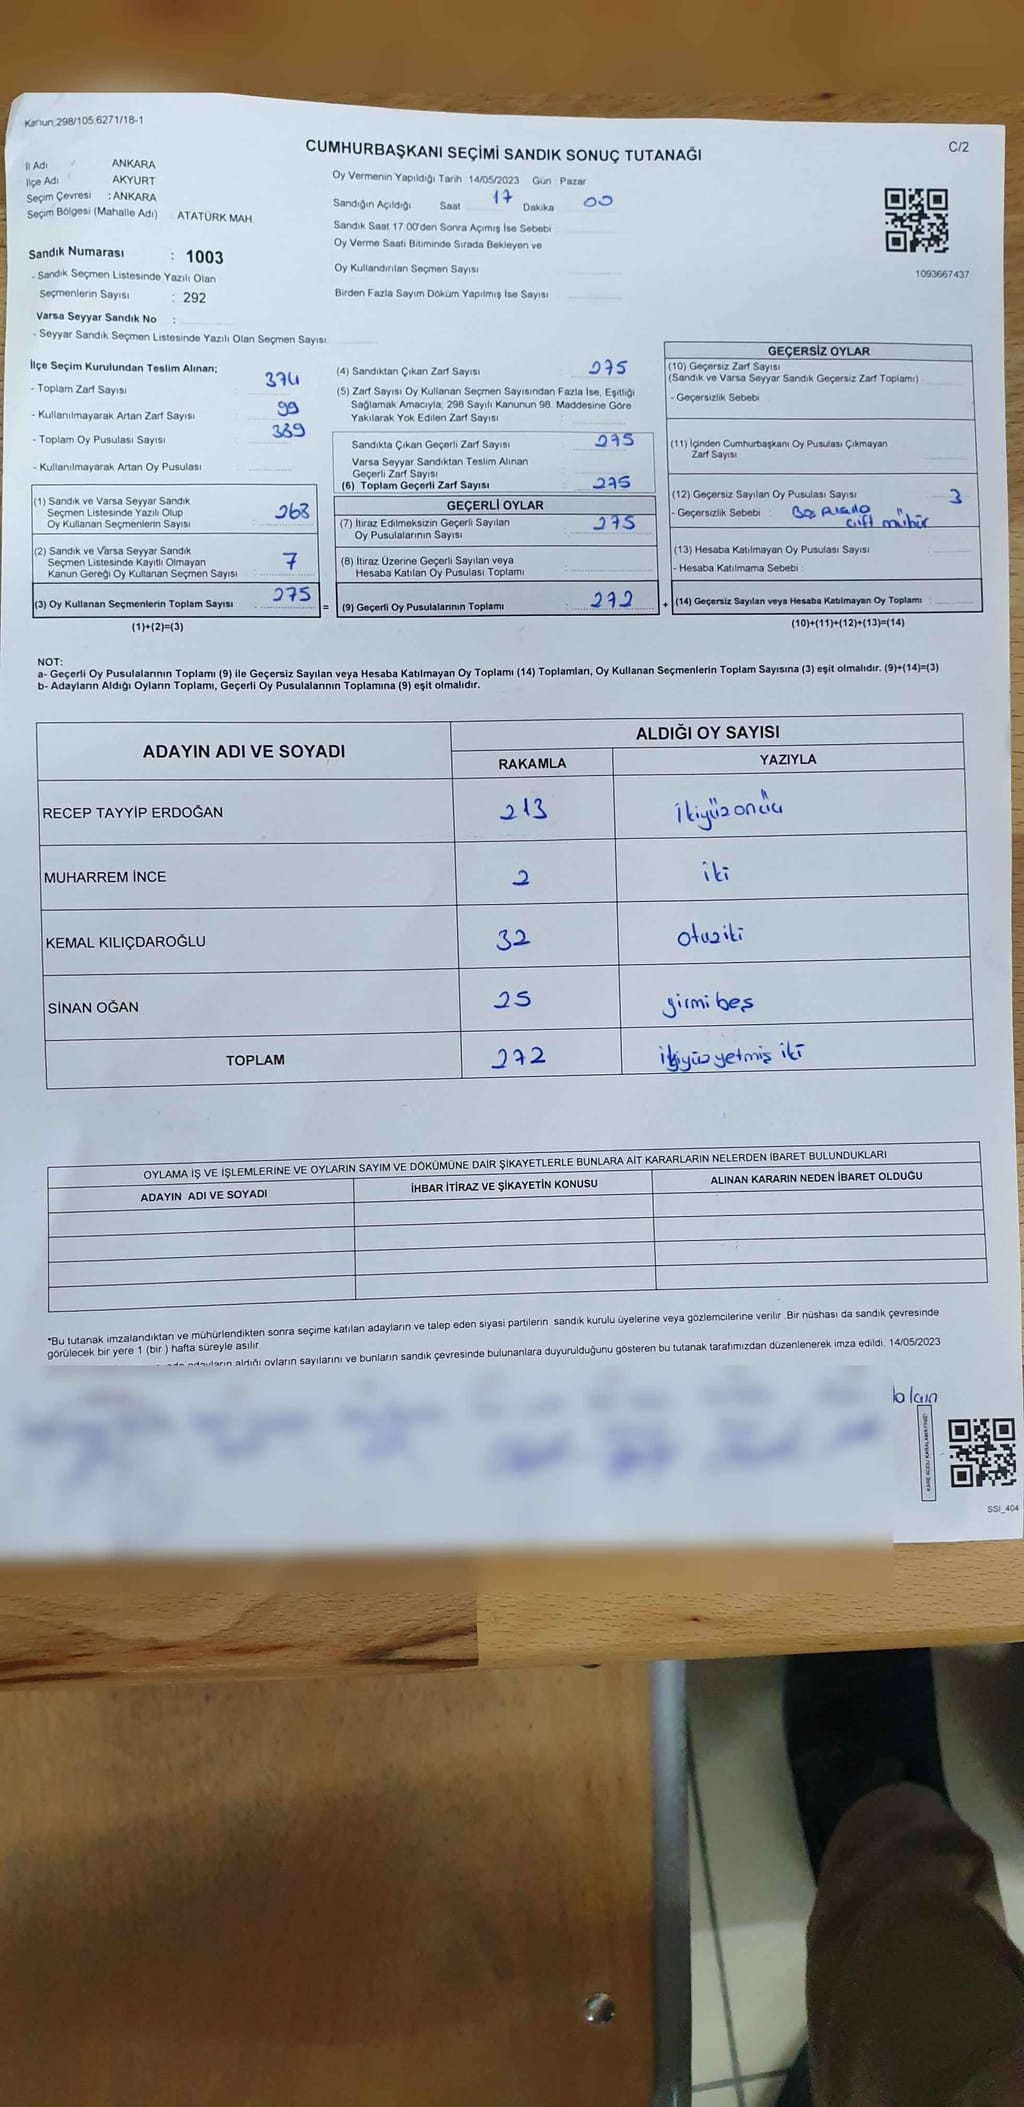 Kanun:298/105,6271/18-1
C/2
CUMHURBAŞKANI SEÇİMİ SANDIK SONUÇ TUTANAĞI
İl Adı ANKARA
İlçe Adı AKYURT
Seçim Çevresi : ANKARA
Seçim Bölgesi (Mahalle Adı) ATATÜRK MAH.
Oy Vermenin Yapıldığı Tarih 14/05/2023 Gün : Pazar
Sandığın Açıldığı Saat 17 Dakika 00
Sandık Saat 17:00'den Sonra Açımış İse Sebebi
Oy Verme Saati Bitiminde Sırada Bekleyen ve
Oy Kullandırılan Seçmen Sayısı
Birden Fazla Sayım Döküm Yapılmış İse Sayısı
1093667437
Sandık Numarası : 1003
- Sandık Seçmen Listesinde Yazılı Olan
Seçmenlerin Sayısı : 292
Varsa Seyyar Sandık No :
- Seyyar Sandık Seçmen Listesinde Yazılı Olan Seçmen Sayısı:
İlçe Seçim Kurulundan Teslim Alınan;
- Toplam Zarf Sayısı 374
- Kullanılmayarak Artan Zarf Sayısı 99
- Toplam Oy Pusulası Sayısı 389
- Kullanılmayarak Artan Oy Pusulası
(1) Sandık ve Varsa Seyyar Sandık
Seçmen Listesinde Yazılı Olup
Oy Kullanan Seçmenlerin Sayısı 268
(2) Sandık ve Varsa Seyyar Sandık
Seçmen Listesinde Kayıtlı Olmayan
Kanun Gereği Oy Kullanan Seçmen Sayısı 7
(3) Oy Kullanan Seçmenlerin Toplam Sayısı 275
(1)+(2)=(3)
(4) Sandıktan Çıkan Zarf Sayısı : 275
(5) Zarf Sayısı Oy Kullanan Seçmen Sayısından Fazla İse, Eşitliği
Sağlamak Amacıyla; 298 Sayılı Kanunun 98. Maddesine Göre
Yakılarak Yok Edilen Zarf Sayısı :
Sandıkta Çıkan Geçerli Zarf Sayısı : 275
Varsa Seyyar Sandıktan Teslim Alınan
Geçerli Zarf Sayısı
(6) Toplam Geçerli Zarf Sayısı : 275
GEÇERLİ OYLAR
(7) İtiraz Edilmeksizin Geçerli Sayılan
Oy Pusulalarının Sayısı : 275
(8) İtiraz Üzerine Geçerli Sayılan veya
Hesaba Katılan Oy Pusulası Toplamı :
= (9) Geçerli Oy Pusulalarının Toplamı : 272 +
GEÇERSİZ OYLAR
(10) Geçersiz Zarf Sayısı
(Sandık ve Varsa Seyyar Sandık Geçersiz Zarf Toplamı)
- Geçersizlik Sebebi
(11) İçinden Cumhurbaşkanı Oy Pusulası Çıkmayan
Zarf Sayısı
(12) Geçersiz Sayılan Oy Pusulası Sayısı 3
- Geçersizlik Sebebi : Boş
çift mühür
(13) Hesaba Katılmayan Oy Pusulası Sayısı
- Hesaba Katılmama Sebebi :
(14) Geçersiz Sayılan veya Hesaba Katılmayan Oy Toplamı :
(10)+(11)+(12)+(13)=(14)
NOT:
a- Geçerli Oy Pusulalarının Toplamı (9) ile Geçersiz Sayılan veya Hesaba Katılmayan Oy Toplamı (14) Toplamları, Oy Kullanan Seçmenlerin Toplam Sayısına (3) eşit olmalıdır. (9)+(14)=(3)
b- Adayların Aldığı Oyların Toplamı, Geçerli Oy Pusulalarının Toplamına (9) eşit olmalıdır.
ADAYIN ADI VE SOYADI
ALDIĞI OY SAYISI
RAKAMLA YAZIYLA
RECEP TAYYİP ERDOĞAN 213 ikiyüzonüç
MUHARREM İNCE 2 iki
KEMAL KILIÇDAROĞLU 32 otuziki
SİNAN OĞAN 25 yirmibeş
TOPLAM 272 ikiyüzyetmiş iki
OYLAMA İŞ VE İŞLEMLERİNE VE OYLARIN SAYIM VE DÖKÜMÜNE DAİR ŞİKAYETLERLE BUNLARA AİT KARARLARIN NELERDEN İBARET BULUNDUKLARI
ADAYIN ADI VE SOYADI İHBAR İTİRAZ VE ŞİKAYETİN KONUSU ALINAN KARARIN NEDEN İBARET OLDUĞU
*Bu tutanak imzalandıktan ve mühürlendikten sonra seçime katılan adayların ve talep eden siyasi partilerin sandık kurulu üyelerine veya gözlemcilerine verilir. Bir nüshası da sandık çevresinde
görülecek bir yere 1 (bir ) hafta süreyle asılır.
aldığı oyların sayılarını ve bunların sandık çevresinde bulunanlara duyurulduğunu gösteren bu tutanak tarafımızdan düzenlenerek imza edildi. 14/05/2023
KARE KODU KARALAMAYINIZ!
SSI_404